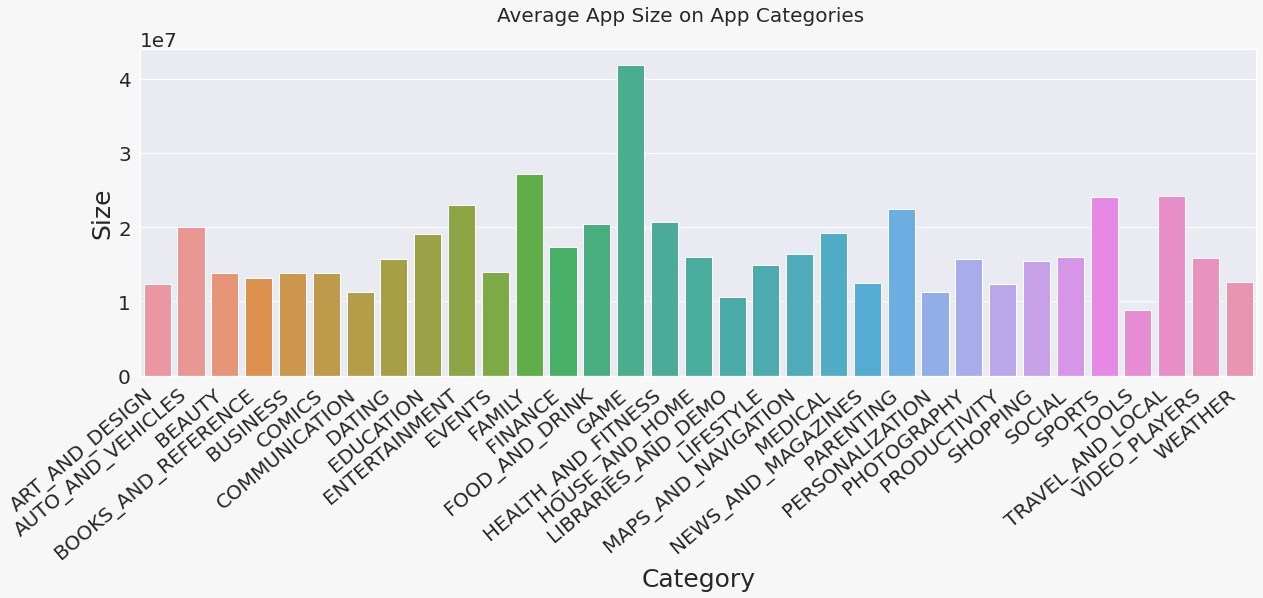 Average App Size on App Categories
1e7
4
3
2
1
0
Size
ART_AND_DESIGN
AUTO_AND_VEHICLES
BEAUTY
BOOKS_AND_REFERENCE
BUSINESS
COMICS
COMMUNICATION
DATING
EDUCATION
ENTERTAINMENT
EVENTS
FAMILY
FINANCE
FOOD_AND_DRINK
GAME
HEALTH_AND_FITNESS
HOUSE_AND_HOME
LIBRARIES_AND_DEMO
LIFESTYLE
MAPS_AND_NAVIGATION
MEDICAL
NEWS_AND_MAGAZINES
PARENTING
PERSONALIZATION
PHOTOGRAPHY
PRODUCTIVITY
SHOPPING
SOCIAL
SPORTS
TOOLS
TRAVEL_AND_LOCAL
VIDEO_PLAYERS
WEATHER
Category